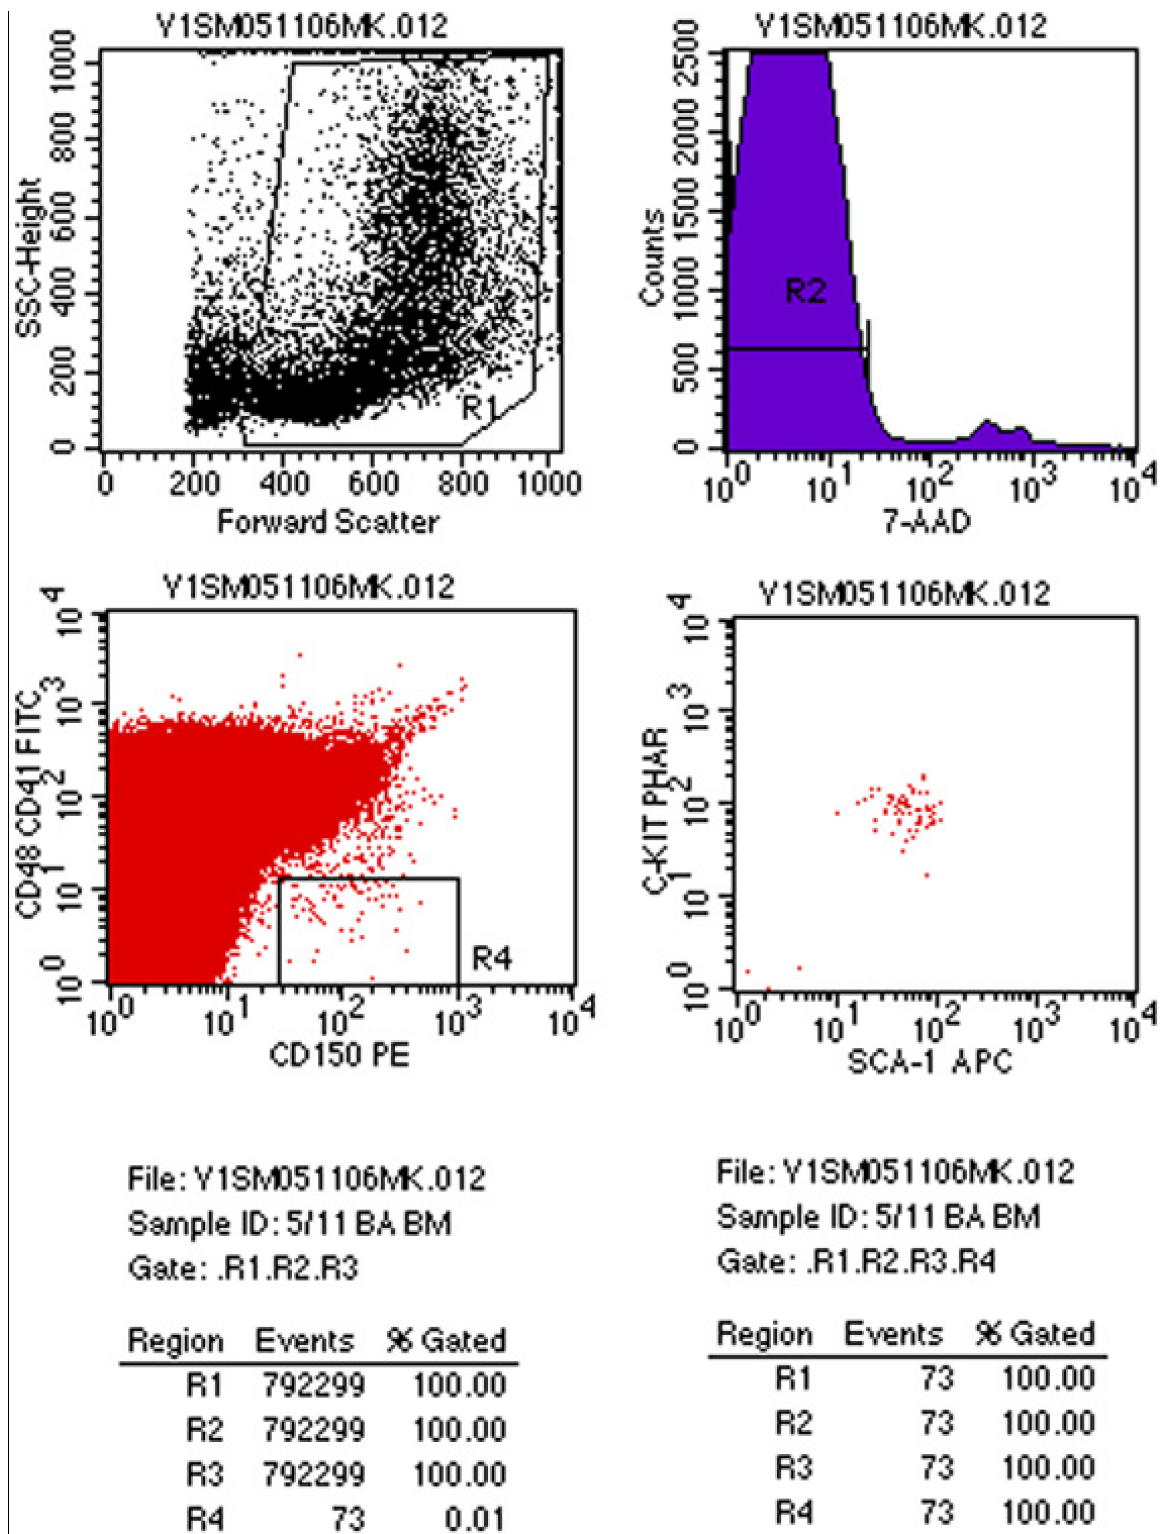 Y1SM051106MK.012
SSC-Height
1000
800
600
400
200
0
R1
0 200 400 600 800 1000
Forward Scatter
Y1SM051106MK.012
Counts
2500
2000
1500
1000
500
0
R2
10^0 10^1 10^2 10^3 10^4
7-AAD
Y1SM051106MK.012
CD48 CD41 FITC
10^4
10^3
10^2
10^1
10^0
R4
10^0 10^1 10^2 10^3 10^4
CD150 PE
Y1SM051106MK.012
C-KIT PHAR
10^4
10^3
10^2
10^1
10^0
10^0 10^1 10^2 10^3 10^4
SCA-1 APC
File: Y1SM051106MK.012
Sample ID: 5/11 BA BM
Gate: .R1.R2.R3
Region Events % Gated
R1 792299 100.00
R2 792299 100.00
R3 792299 100.00
R4 73 0.01
File: Y1SM051106MK.012
Sample ID: 5/11 BA BM
Gate: .R1.R2.R3.R4
Region Events % Gated
R1 73 100.00
R2 73 100.00
R3 73 100.00
R4 73 100.00